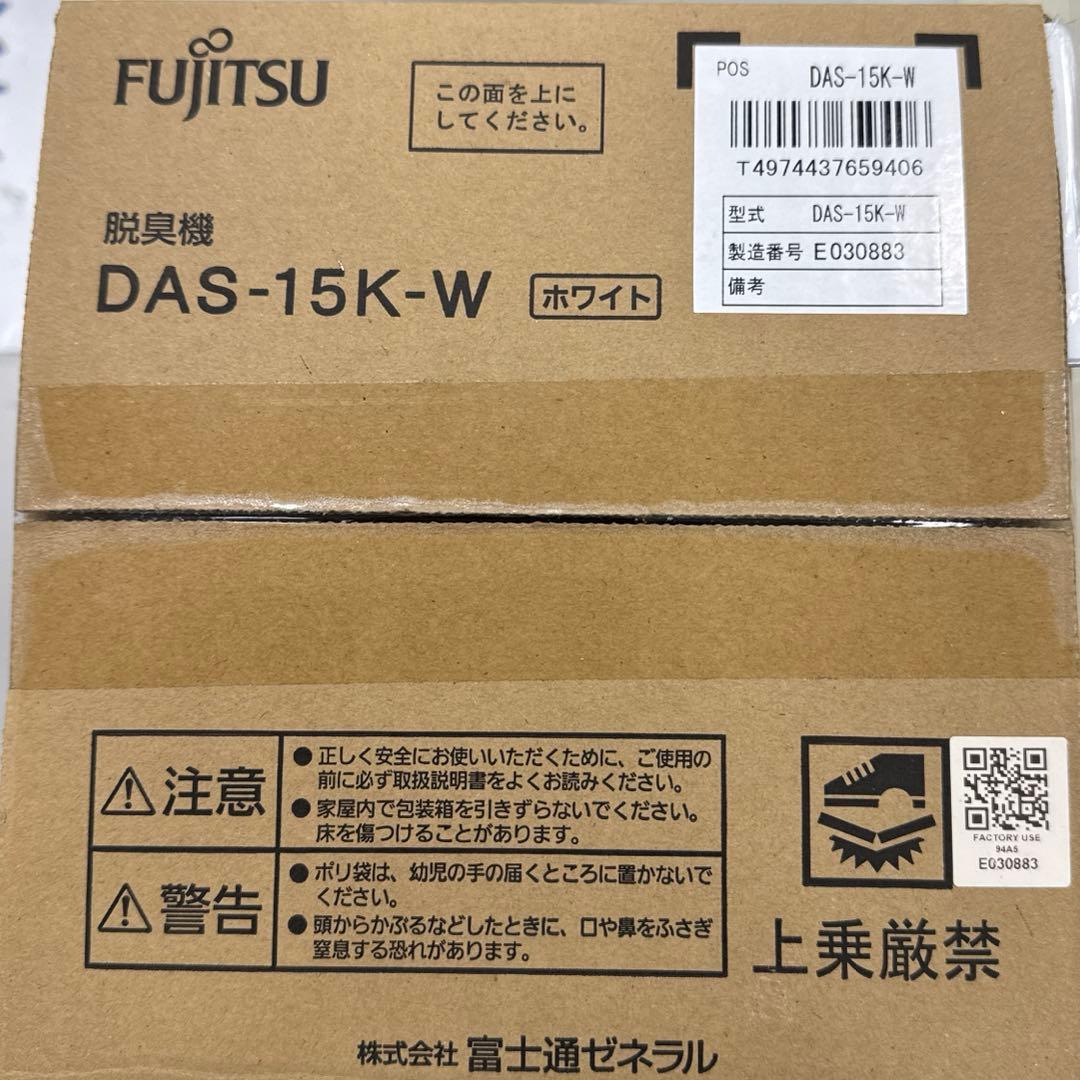 FUJITSU
この面を上に
してください。
脱臭機
DAS-15K-W ホワイト
POS DAS-15K-W
T4974437659406
型式 DAS-15K-W
製造番号 E030883
備考
注意
●正しく安全にお使いいただくために、ご使用の
前に必ず取扱説明書をよくお読みください。
●家屋内で包装箱を引きずらないでください。
床を傷つけることがあります。
警告
●ポリ袋は、幼児の手の届くところに置かないで
ください。
●頭からかぶるなどしたときに、口や鼻をふさぎ
窒息する恐れがあります。
FACTORY USE
94A5
E030883
上乗厳禁
株式会社 富士通ゼネラル